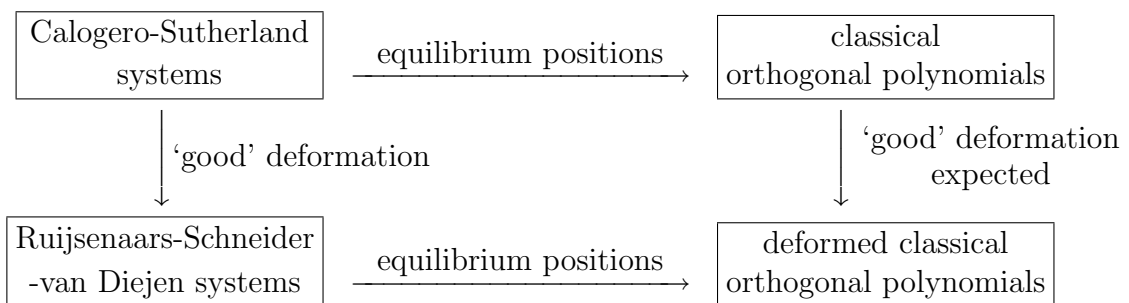 Calogero-Sutherland
systems
equilibrium positions
classical
orthogonal polynomials
‘good’ deformation
‘good’ deformation
expected
Ruijsenaars-Schneider
-van Diejen systems
equilibrium positions
deformed classical
orthogonal polynomials